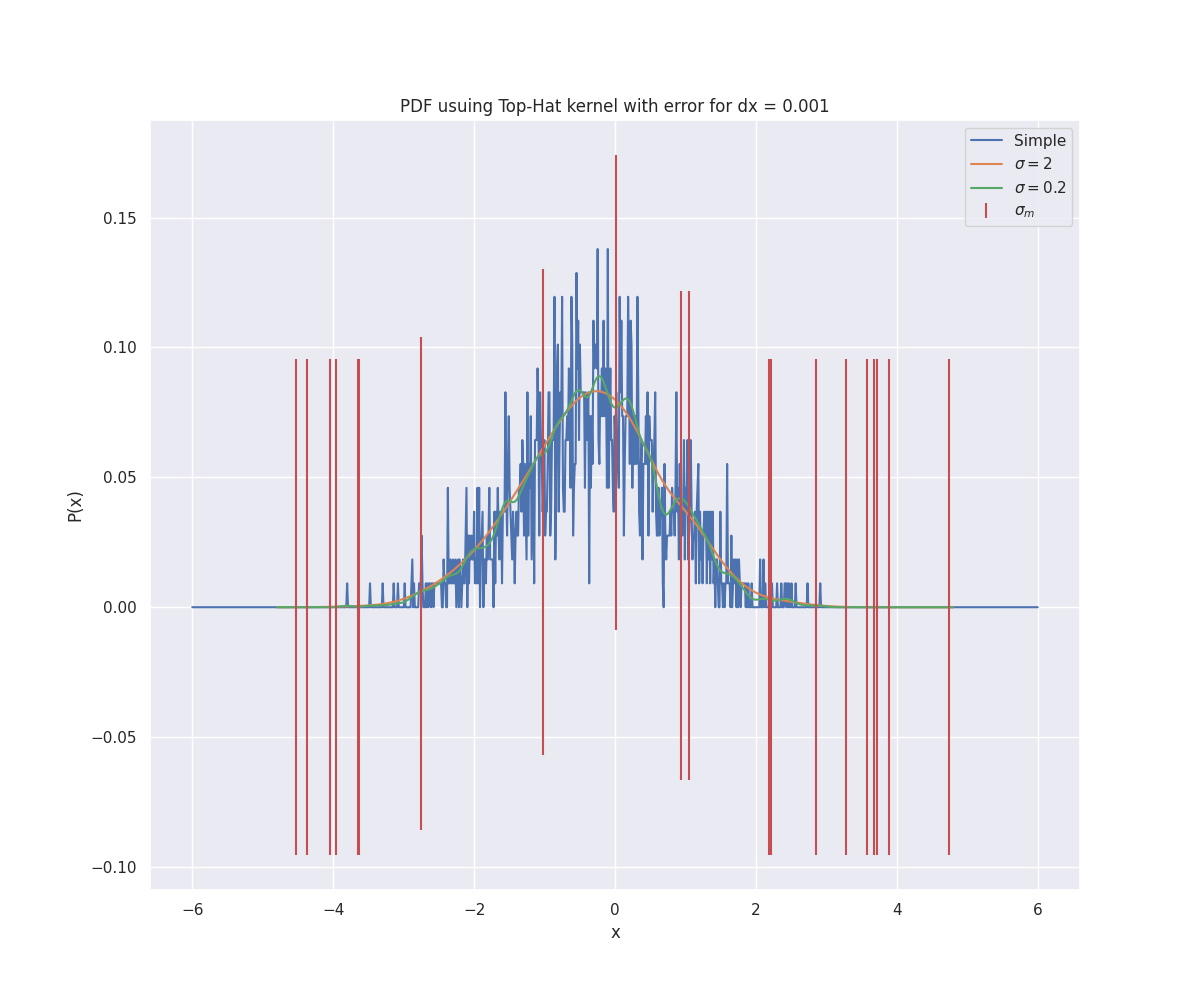 PDF usuing Top-Hat kernel with error for dx = 0.001
Simple
σ = 2
σ = 0.2
σₘ
P(x)
0.15
0.10
0.05
0.00
−0.05
−0.10
−6 −4 −2 0 2 4 6
x